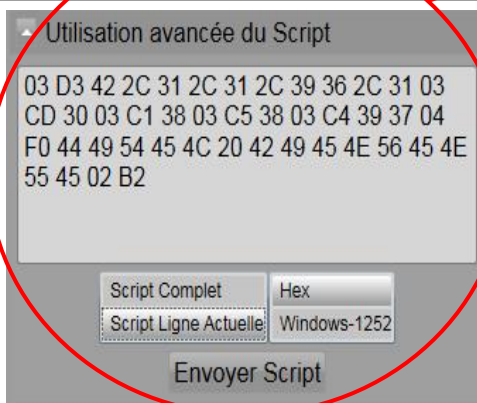 Utilisation avancée du Script
03 D3 42 2C 31 2C 31 2C 39 36 2C 31 03
CD 30 03 C1 38 03 C5 38 03 C4 39 37 04
F0 44 49 54 45 4C 20 42 49 45 4E 56 45 4E
55 45 02 B2
Script Complet Hex
Script Ligne Actuelle Windows-1252
Envoyer Script